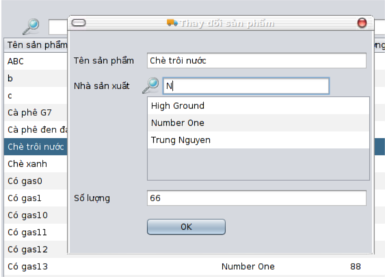 Thay đổi sản phẩm
Tên sản phẩm
ABC
b
c
Cà phê G7
Cà phê đen đá
Chè trôi nước
Chè xanh
Có gas0
Có gas1
Có gas10
Có gas11
Có gas12
Có gas13 Number One 88
Tên sản phẩm Chè trôi nước
Nhà sản xuất N
High Ground
Number One
Trung Nguyen
Số lượng 66
OK